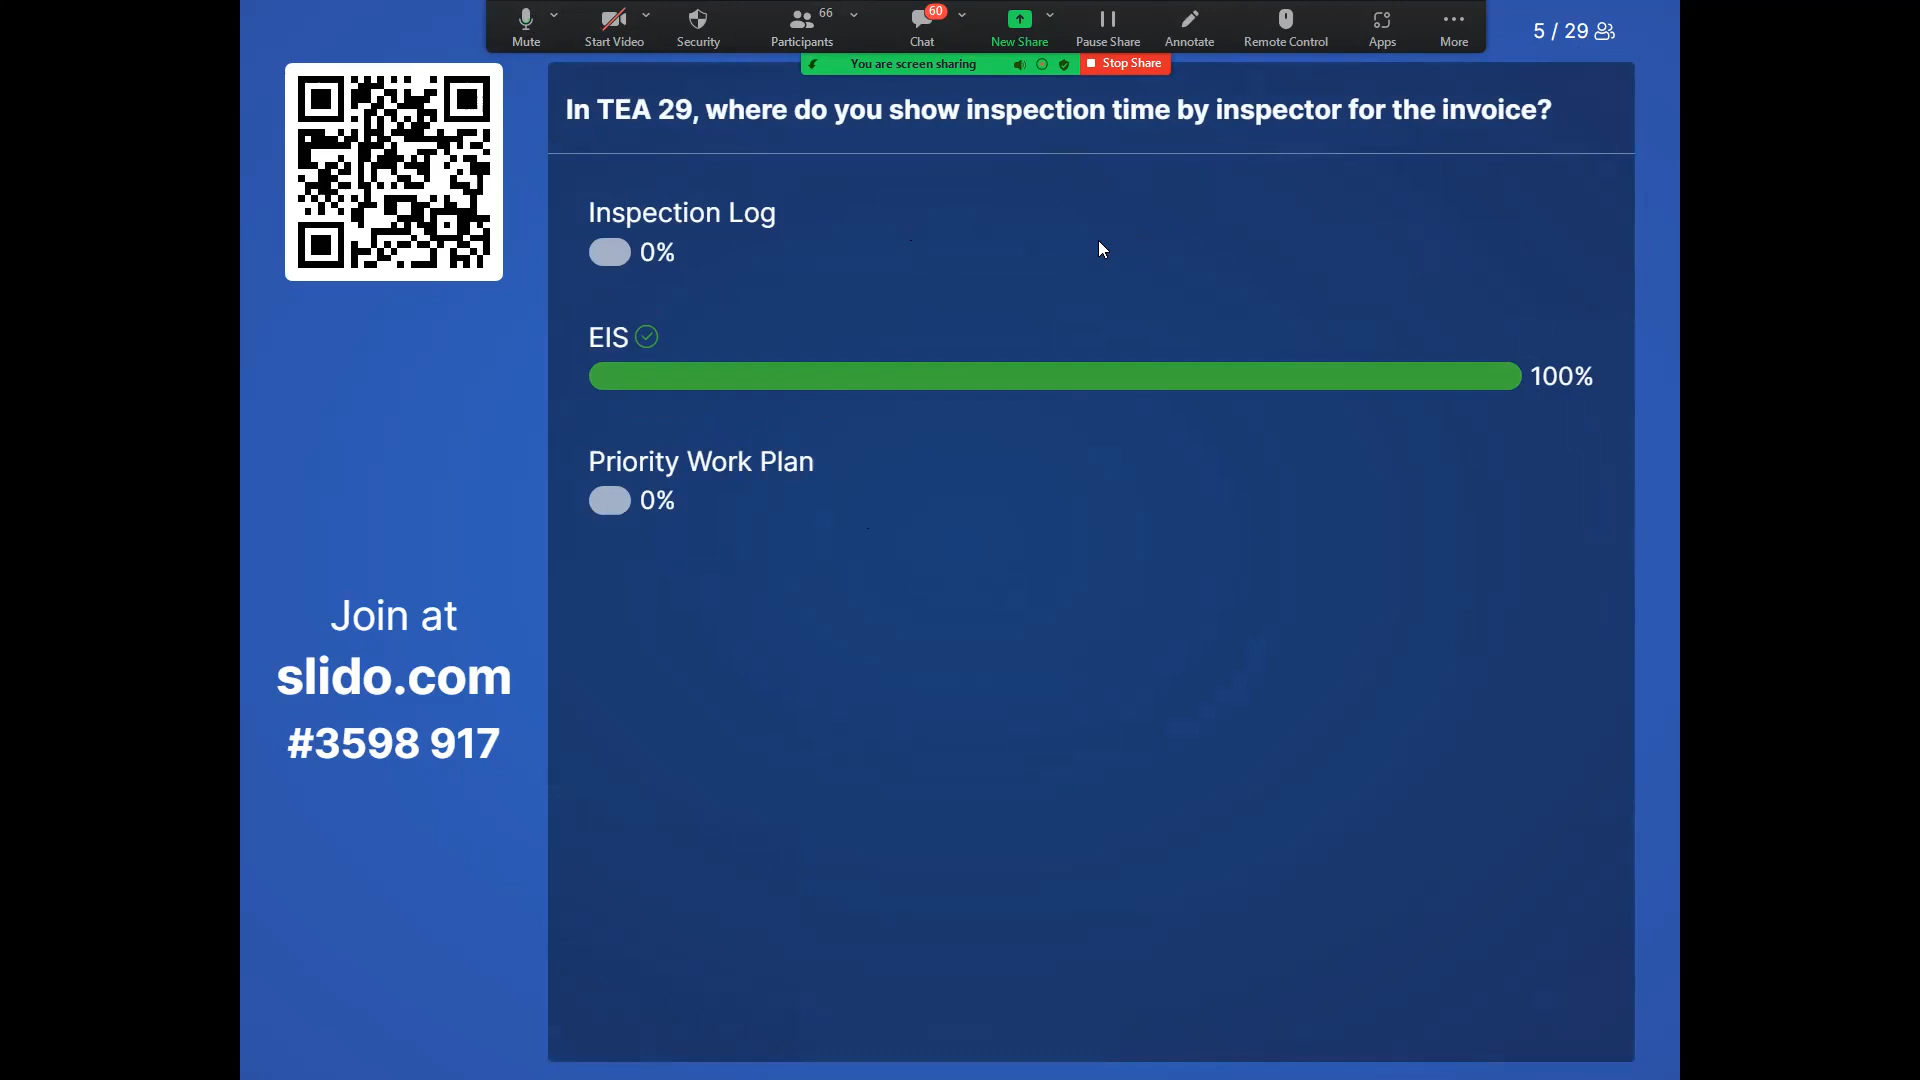 Mute
Start Video
Security
66
Participants
60
Chat
New Share
Pause Share
Annotate
Remote Control
Apps
More
5 / 29
You are screen sharing
Stop Share
In TEA 29, where do you show inspection time by inspector for the invoice?
Inspection Log
0%
EIS
100%
Priority Work Plan
0%
Join at
slido.com
#3598 917